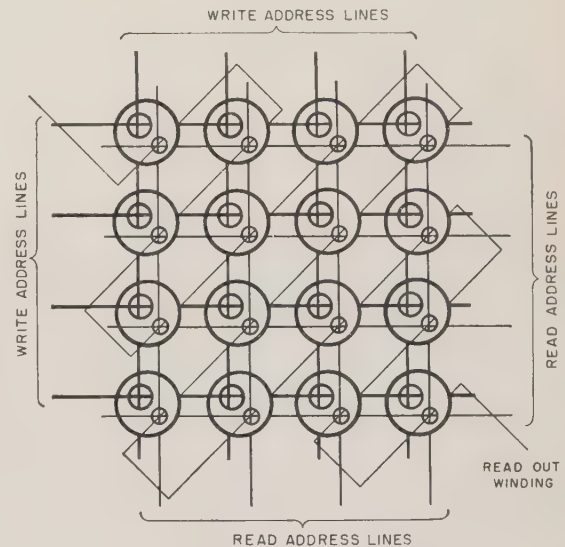 WRITE ADDRESS LINES
WRITE ADDRESS LINES
READ ADDRESS LINES
READ OUT
WINDING
READ ADDRESS LINES